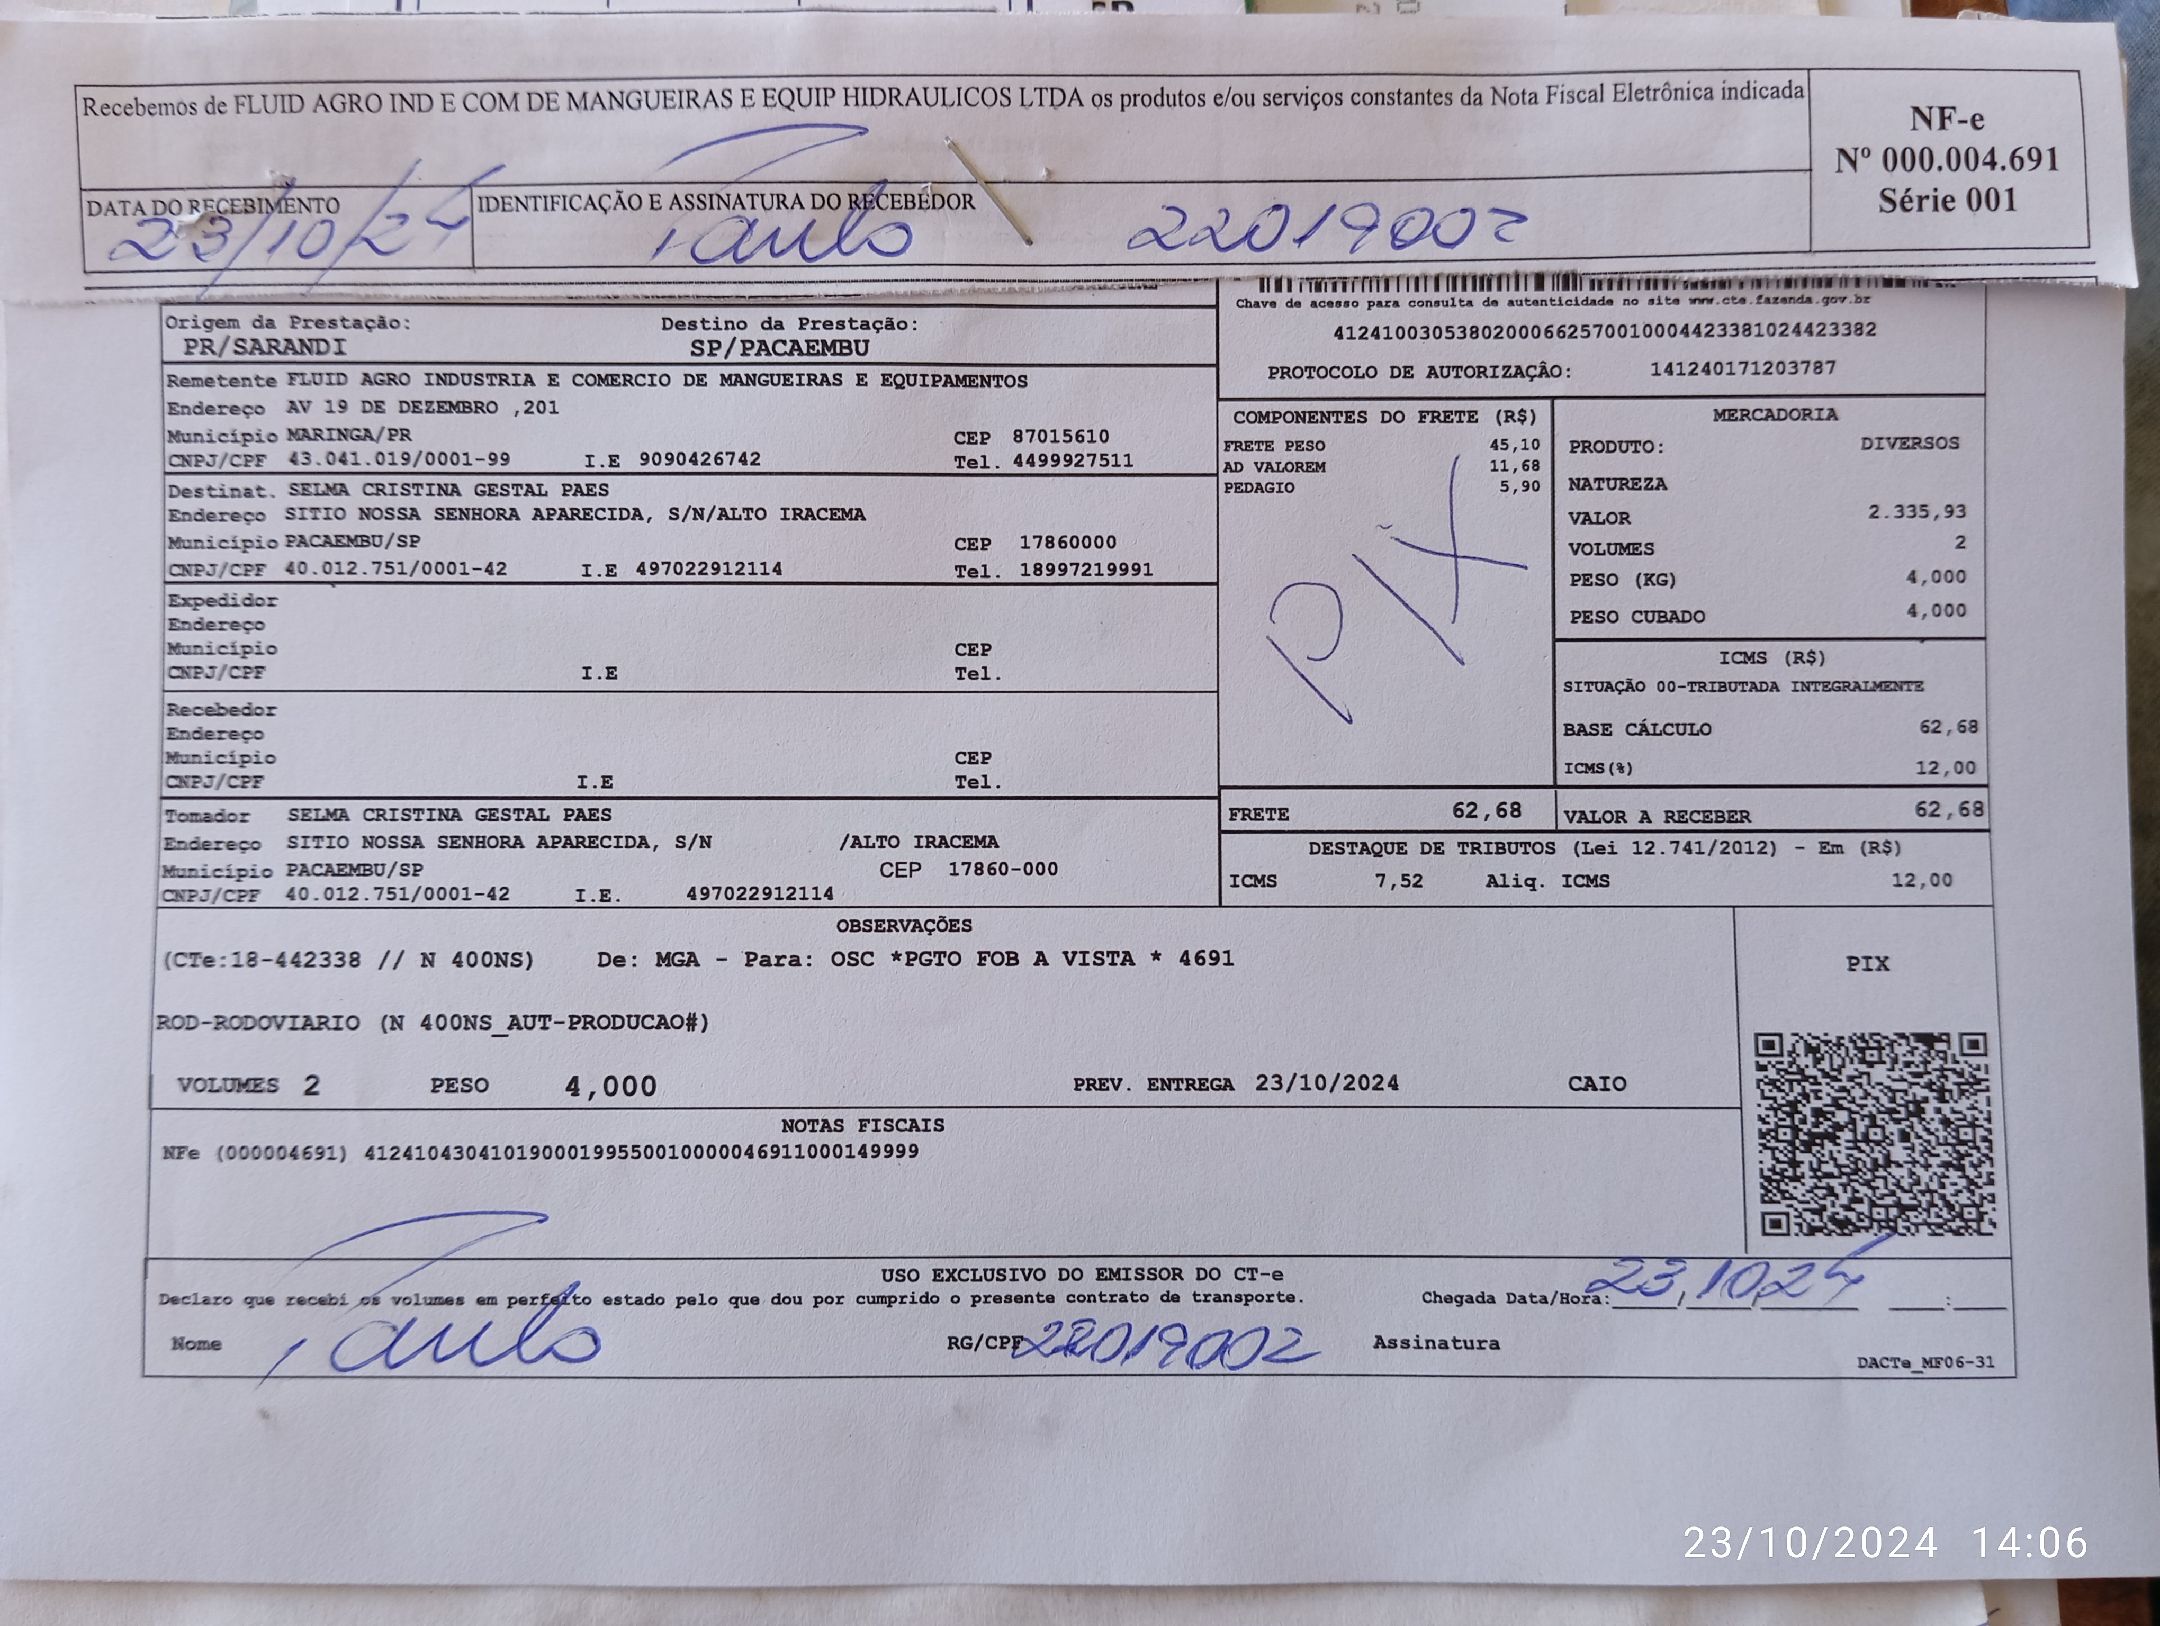 Recebemos de FLUID AGRO IND E COM DE MANGUEIRAS E EQUIP HIDRAULICOS LTDA os produtos e/ou serviços constantes da Nota Fiscal Eletrônica indicada
NF-e
Nº 000.004.691
Série 001
DATA DO RECEBIMENTO
23/10/24
IDENTIFICAÇÃO E ASSINATURA DO RECEBEDOR
Paulo 22019002
Chave de acesso para consulta de autenticidade no site www.cte.fazenda.gov.br
41241003053802000662570010004423381024423382
PROTOCOLO DE AUTORIZAÇÂO: 141240171203787
Origem da Prestação: Destino da Prestação:
PR/SARANDI SP/PACAEMBU
Remetente FLUID AGRO INDUSTRIA E COMERCIO DE MANGUEIRAS E EQUIPAMENTOS
Endereço AV 19 DE DEZEMBRO ,201
Município MARINGA/PR CEP 87015610
CNPJ/CPF 43.041.019/0001-99 I.E 9090426742 Tel. 4499927511
Destinat. SELMA CRISTINA GESTAL PAES
Endereço SITIO NOSSA SENHORA APARECIDA, S/N/ALTO IRACEMA
Município PACAEMBU/SP CEP 17860000
CNPJ/CPF 40.012.751/0001-42 I.E 497022912114 Tel. 18997219991
Expedidor
Endereço
Município CEP
CNPJ/CPF I.E Tel.
Recebedor
Endereço
Município CEP
CNPJ/CPF I.E Tel.
Tomador SELMA CRISTINA GESTAL PAES
Endereço SITIO NOSSA SENHORA APARECIDA, S/N /ALTO IRACEMA
Município PACAEMBU/SP CEP 17860-000
CNPJ/CPF 40.012.751/0001-42 I.E. 497022912114
COMPONENTES DO FRETE (R$)
FRETE PESO 45,10
AD VALOREM 11,68
PEDAGIO 5,90
PIX
MERCADORIA
PRODUTO: DIVERSOS
NATUREZA
VALOR 2.335,93
VOLUMES 2
PESO (KG) 4,000
PESO CUBADO 4,000
ICMS (R$)
SITUAÇÃO 00-TRIBUTADA INTEGRALMENTE
BASE CÁLCULO 62,68
ICMS(%) 12,00
FRETE 62,68 VALOR A RECEBER 62,68
DESTAQUE DE TRIBUTOS (Lei 12.741/2012) - Em (R$)
ICMS 7,52 Aliq. ICMS 12,00
OBSERVAÇÕES
(CTe:18-442338 // N 400NS) De: MGA - Para: OSC *PGTO FOB A VISTA * 4691
ROD-RODOVIARIO (N 400NS_AUT-PRODUCAO#)
VOLUMES 2 PESO 4,000 PREV. ENTREGA 23/10/2024 CAIO
PIX
NOTAS FISCAIS
NFe (000004691) 41241043041019000199550010000046911000149999
USO EXCLUSIVO DO EMISSOR DO CT-e
Declaro que recebi os volumes em perfeito estado pelo que dou por cumprido o presente contrato de transporte. Chegada Data/Hora: 23,10,24 :
Nome Paulo RG/CPF 22019002 Assinatura
DACTe_MF06-31
23/10/2024 14:06